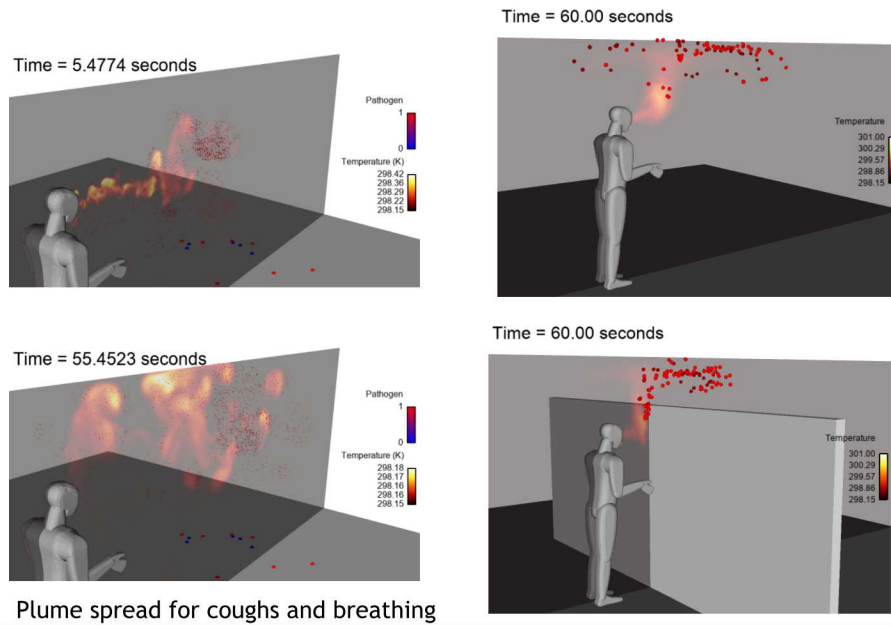 Time = 5.4774 seconds
Pathogen
1
0
Temperature (K)
298.42
298.36
298.29
298.22
298.15
Time = 60.00 seconds
Temperature
301.00
300.29
299.57
298.86
298.15
Time = 55.4523 seconds
Pathogen
1
0
Temperature (K)
298.18
298.17
298.16
298.16
298.15
Time = 60.00 seconds
Temperature
301.00
300.29
299.57
298.86
298.15
Plume spread for coughs and breathing